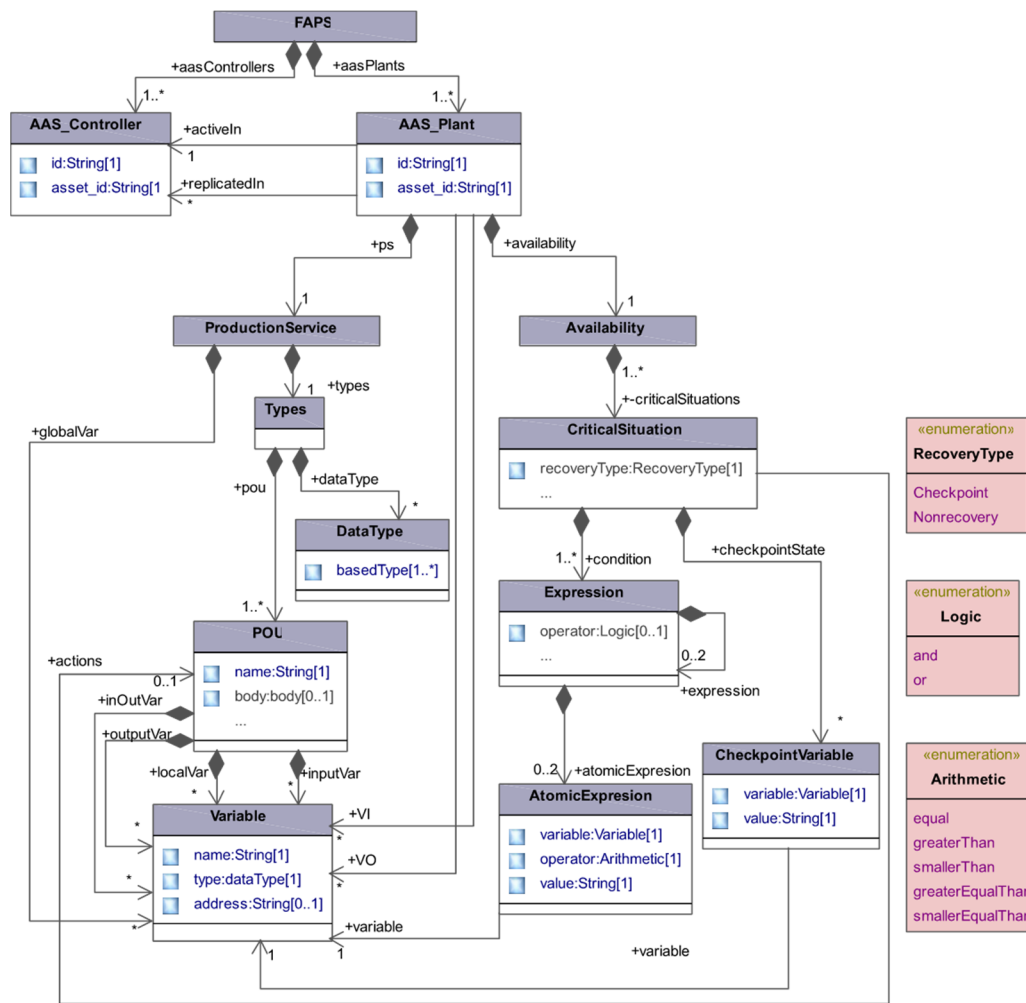 FAPS
+aasControllers
+aasPlants
1..*
1..*
AAS_Controller
id:String[1]
asset_id:String[1
+activeIn
1
+replicatedIn
*
AAS_Plant
id:String[1]
asset_id:String[1]
+ps
+availability
1
1
ProductionService
Availability
1
+types
1..*
+-criticalSituations
+globalVar
Types
+pou
+dataType
*
CriticalSituation
recoveryType:RecoveryType[1]
...
«enumeration»
RecoveryType
Checkpoint
Nonrecovery
DataType
basedType[1..*]
1..*
+condition
+checkpointState
1..*
POU
name:String[1]
body:body[0..1]
...
Expression
operator:Logic[0..1]
...
0..2
+expression
«enumeration»
Logic
and
or
+actions
0..1
+inOutVar
+outputVar
+localVar
*
+inputVar
*
0..2
+atomicExpresion
*
Variable
name:String[1]
type:dataType[1]
address:String[0..1]
*
*
*
+VI
*
+VO
*
AtomicExpresion
variable:Variable[1]
operator:Arithmetic[1]
value:String[1]
CheckpointVariable
variable:Variable[1]
value:String[1]
«enumeration»
Arithmetic
equal
greaterThan
smallerThan
greaterEqualThan
smallerEqualThan
+variable
1
+variable
1